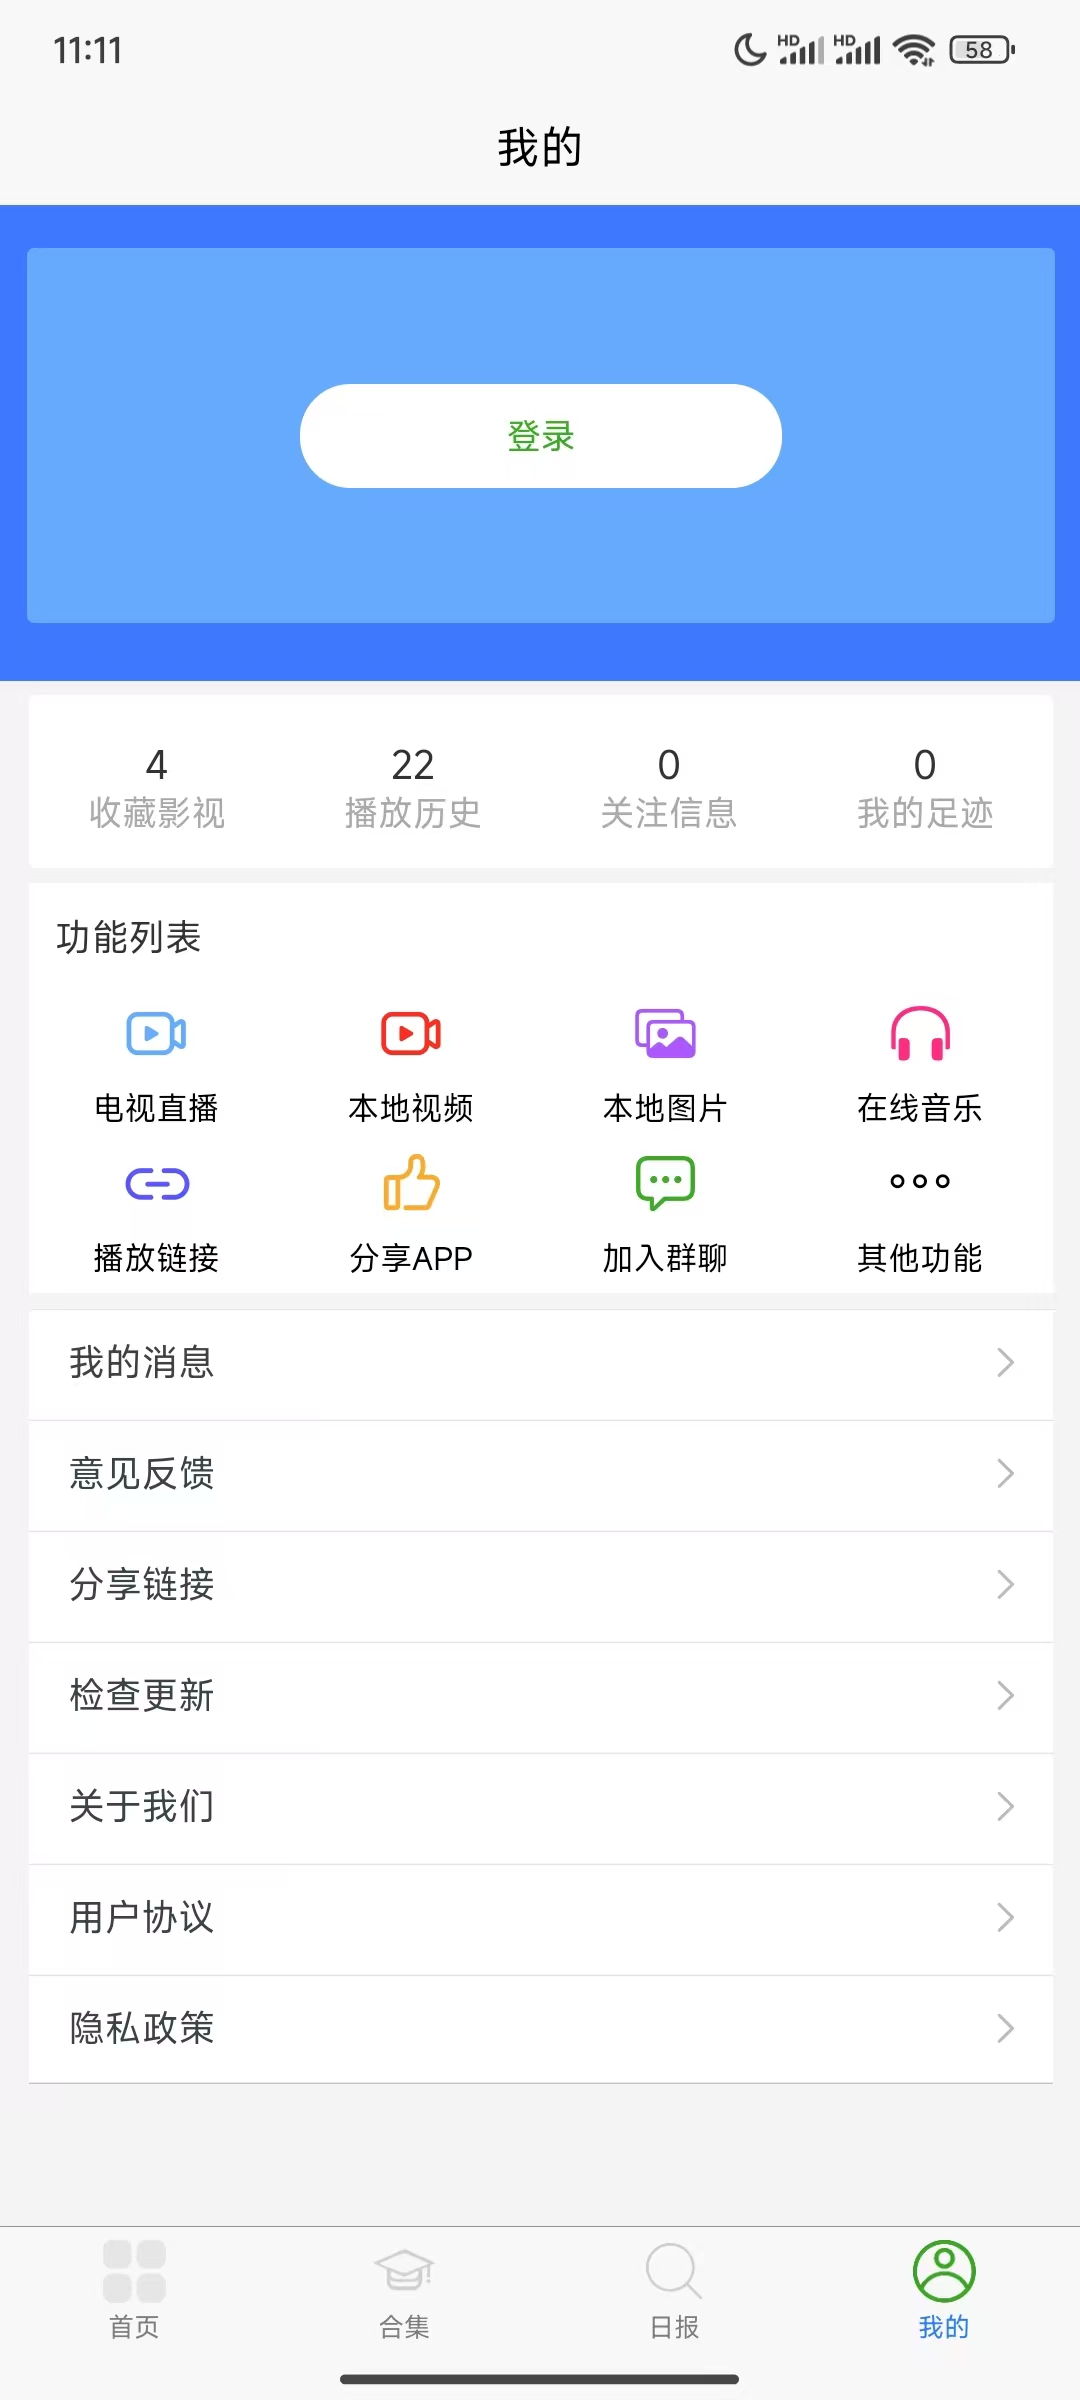 11:11
HD HD 58
我的
登录
4 22 0 0
收藏影视 播放历史 关注信息 我的足迹
功能列表
电视直播 本地视频 本地图片 在线音乐
播放链接 分享APP 加入群聊 其他功能
我的消息
意见反馈
分享链接
检查更新
关于我们
用户协议
隐私政策
首页 合集 日报 我的